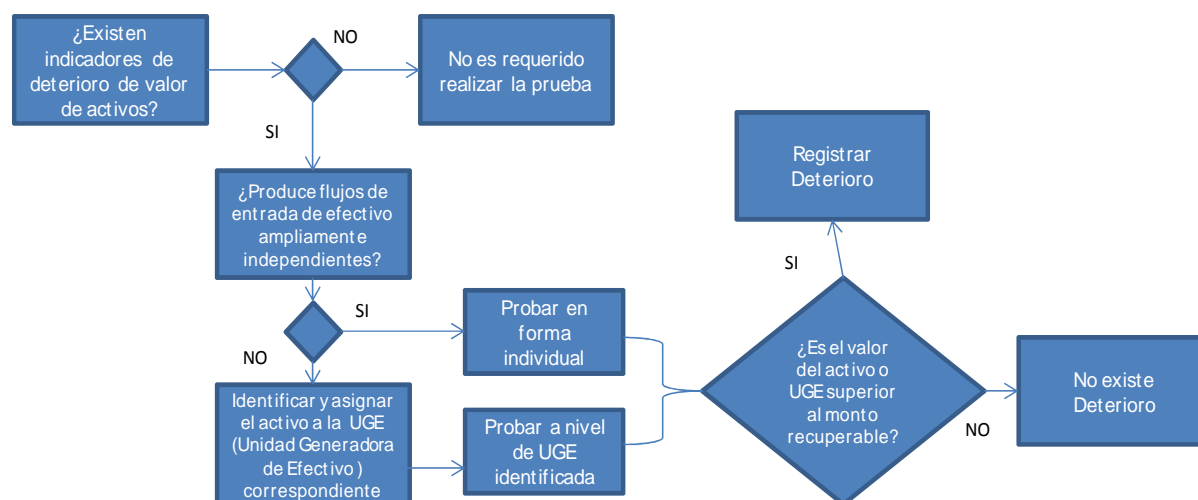 ¿Existen
indicadores de
deterioro de valor
de activos?
NO
No es requerido
realizar la prueba
SI
¿Produce flujos de
entrada de efectivo
ampliamente
independientes?
SI
NO
Probar en
forma
individual
Identificar y asignar
el activo a la UGE
(Unidad Generadora
de Efectivo)
correspondiente
Probar a nivel
de UGE
identificada
¿Es el valor
del activo o
UGE superior
al monto
recuperable?
SI
Registrar
Deterioro
NO
No existe
Deterioro